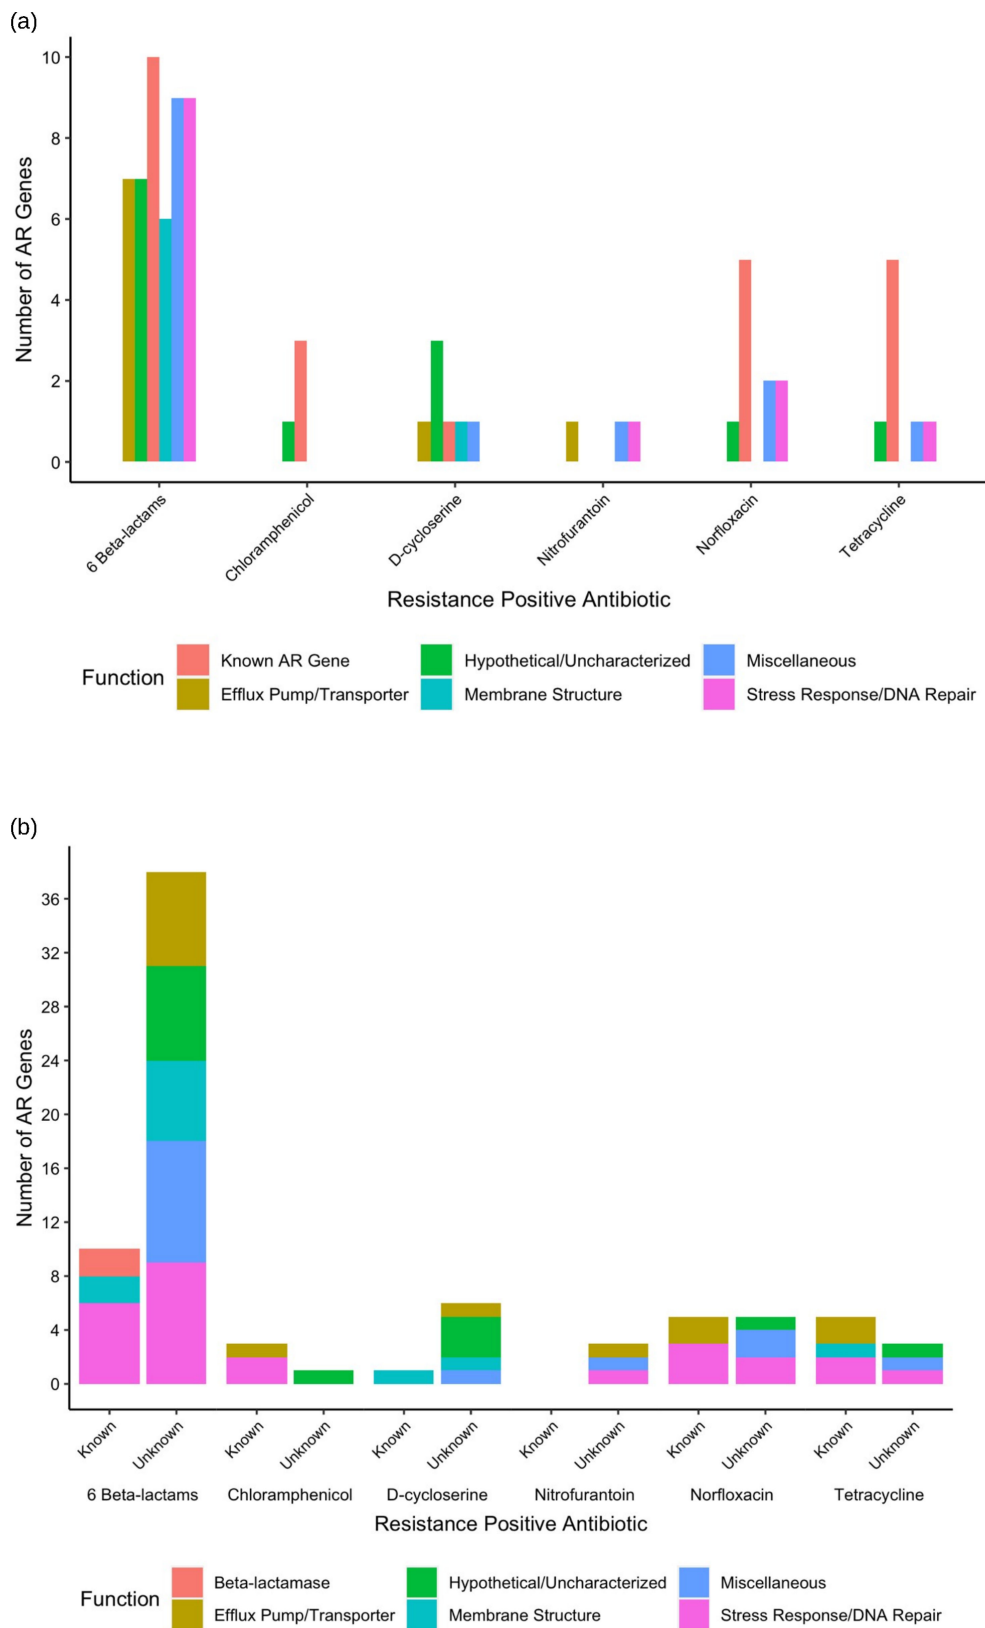 (a)
10
8
6
4
2
0
Number of AR Genes
6 Beta-lactams
Chloramphenicol
D-cycloserine
Nitrofurantoin
Norfloxacin
Tetracycline
Resistance Positive Antibiotic
Function
Known AR Gene
Hypothetical/Uncharacterized
Miscellaneous
Efflux Pump/Transporter
Membrane Structure
Stress Response/DNA Repair
(b)
36
32
28
24
20
16
12
8
4
0
Number of AR Genes
Known
Unknown
Known
Unknown
Known
Unknown
Known
Unknown
Known
Unknown
Known
Unknown
6 Beta-lactams
Chloramphenicol
D-cycloserine
Nitrofurantoin
Norfloxacin
Tetracycline
Resistance Positive Antibiotic
Function
Beta-lactamase
Hypothetical/Uncharacterized
Miscellaneous
Efflux Pump/Transporter
Membrane Structure
Stress Response/DNA Repair